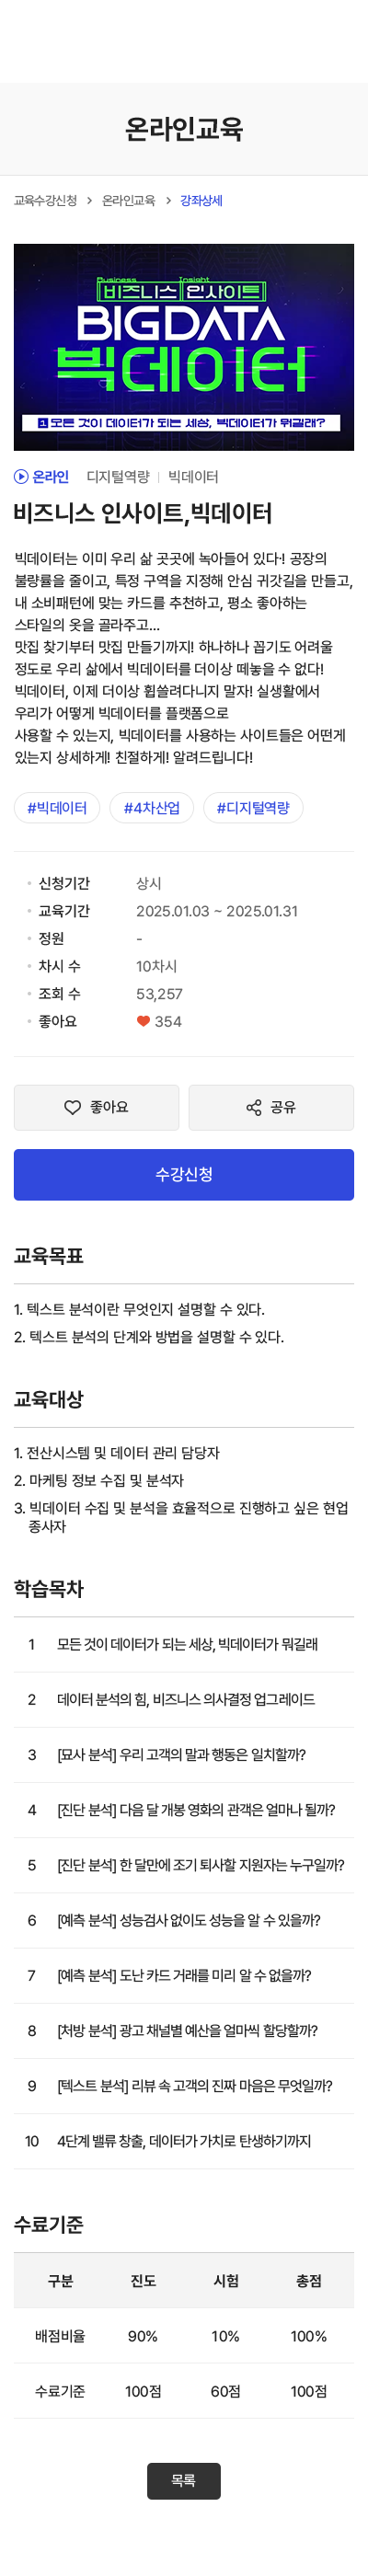 온라인교육
교육수강신청 > 온라인교육 > 강좌상세
Business Insight
비즈니스 인사이트
BIGDATA
빅데이터
1 모든 것이 데이터가 되는 세상, 빅데이터가 뭐길래?
온라인 디지털역량 | 빅데이터
비즈니스 인사이트,빅데이터
빅데이터는 이미 우리 삶 곳곳에 녹아들어 있다! 공장의
불량률을 줄이고, 특정 구역을 지정해 안심 귀갓길을 만들고,
내 소비패턴에 맞는 카드를 추천하고, 평소 좋아하는
스타일의 옷을 골라주고...
맛집 찾기부터 맛집 만들기까지! 하나하나 꼽기도 어려울
정도로 우리 삶에서 빅데이터를 더이상 떼놓을 수 없다!
빅데이터, 이제 더이상 휩쓸려다니지 말자! 실생활에서
우리가 어떻게 빅데이터를 플랫폼으로
사용할 수 있는지, 빅데이터를 사용하는 사이트들은 어떤게
있는지 상세하게! 친절하게! 알려드립니다!
#빅데이터 #4차산업 #디지털역량
신청기간 상시
교육기간 2025.01.03 ~ 2025.01.31
정원 -
차시 수 10차시
조회 수 53,257
좋아요 354
좋아요 공유
수강신청
교육목표
1. 텍스트 분석이란 무엇인지 설명할 수 있다.
2. 텍스트 분석의 단계와 방법을 설명할 수 있다.
교육대상
1. 전산시스템 및 데이터 관리 담당자
2. 마케팅 정보 수집 및 분석자
3. 빅데이터 수집 및 분석을 효율적으로 진행하고 싶은 현업
종사자
학습목차
1 모든 것이 데이터가 되는 세상, 빅데이터가 뭐길래
2 데이터 분석의 힘, 비즈니스 의사결정 업그레이드
3 [묘사 분석] 우리 고객의 말과 행동은 일치할까?
4 [진단 분석] 다음 달 개봉 영화의 관객은 얼마나 될까?
5 [진단 분석] 한 달만에 조기 퇴사할 지원자는 누구일까?
6 [예측 분석] 성능검사 없이도 성능을 알 수 있을까?
7 [예측 분석] 도난 카드 거래를 미리 알 수 없을까?
8 [처방 분석] 광고 채널별 예산을 얼마씩 할당할까?
9 [텍스트 분석] 리뷰 속 고객의 진짜 마음은 무엇일까?
10 4단계 밸류 창출, 데이터가 가치로 탄생하기까지
수료기준
구분 진도 시험 총점
배점비율 90% 10% 100%
수료기준 100점 60점 100점
목록